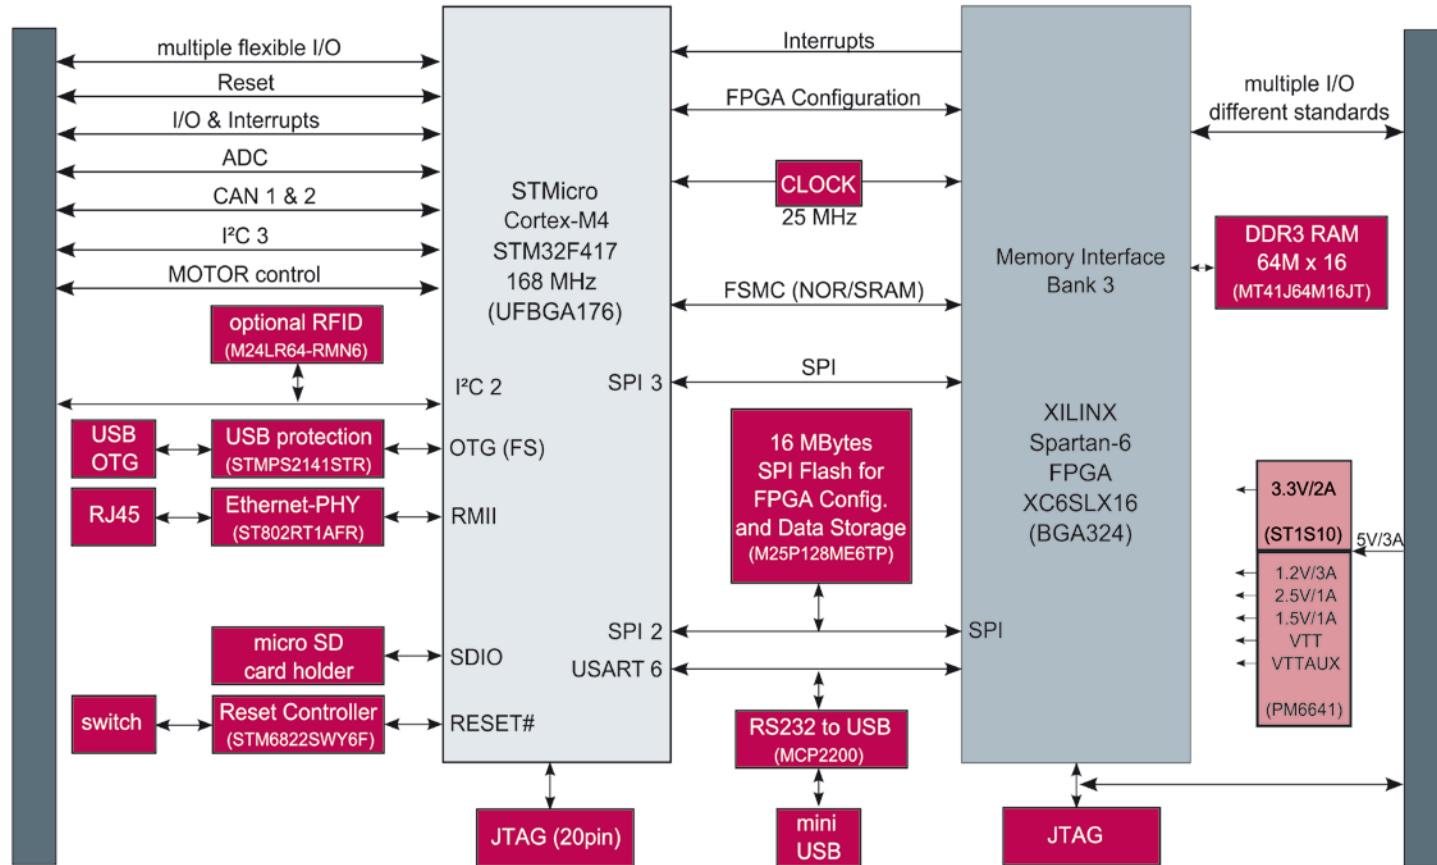 multiple flexible I/O
Reset
I/O & Interrupts
ADC
CAN 1 & 2
I²C 3
MOTOR control
optional RFID
(M24LR64-RMN6)
USB
OTG
USB protection
(STMPS2141STR)
RJ45
Ethernet-PHY
(ST802RT1AFR)
micro SD
card holder
switch
Reset Controller
(STM6822SWY6F)
STMicro
Cortex-M4
STM32F417
168 MHz
(UFBGA176)
I²C 2
OTG (FS)
RMII
SDIO
RESET#
SPI 3
SPI 2
USART 6
JTAG (20pin)
Interrupts
FPGA Configuration
CLOCK
25 MHz
FSMC (NOR/SRAM)
SPI
16 MBytes
SPI Flash for
FPGA Config.
and Data Storage
(M25P128ME6TP)
RS232 to USB
(MCP2200)
mini
USB
Memory Interface
Bank 3
XILINX
Spartan-6
FPGA
XC6SLX16
(BGA324)
SPI
JTAG
multiple I/O
different standards
DDR3 RAM
64M x 16
(MT41J64M16JT)
3.3V/2A
(ST1S10)
5V/3A
1.2V/3A
2.5V/1A
1.5V/1A
VTT
VTTAUX
(PM6641)